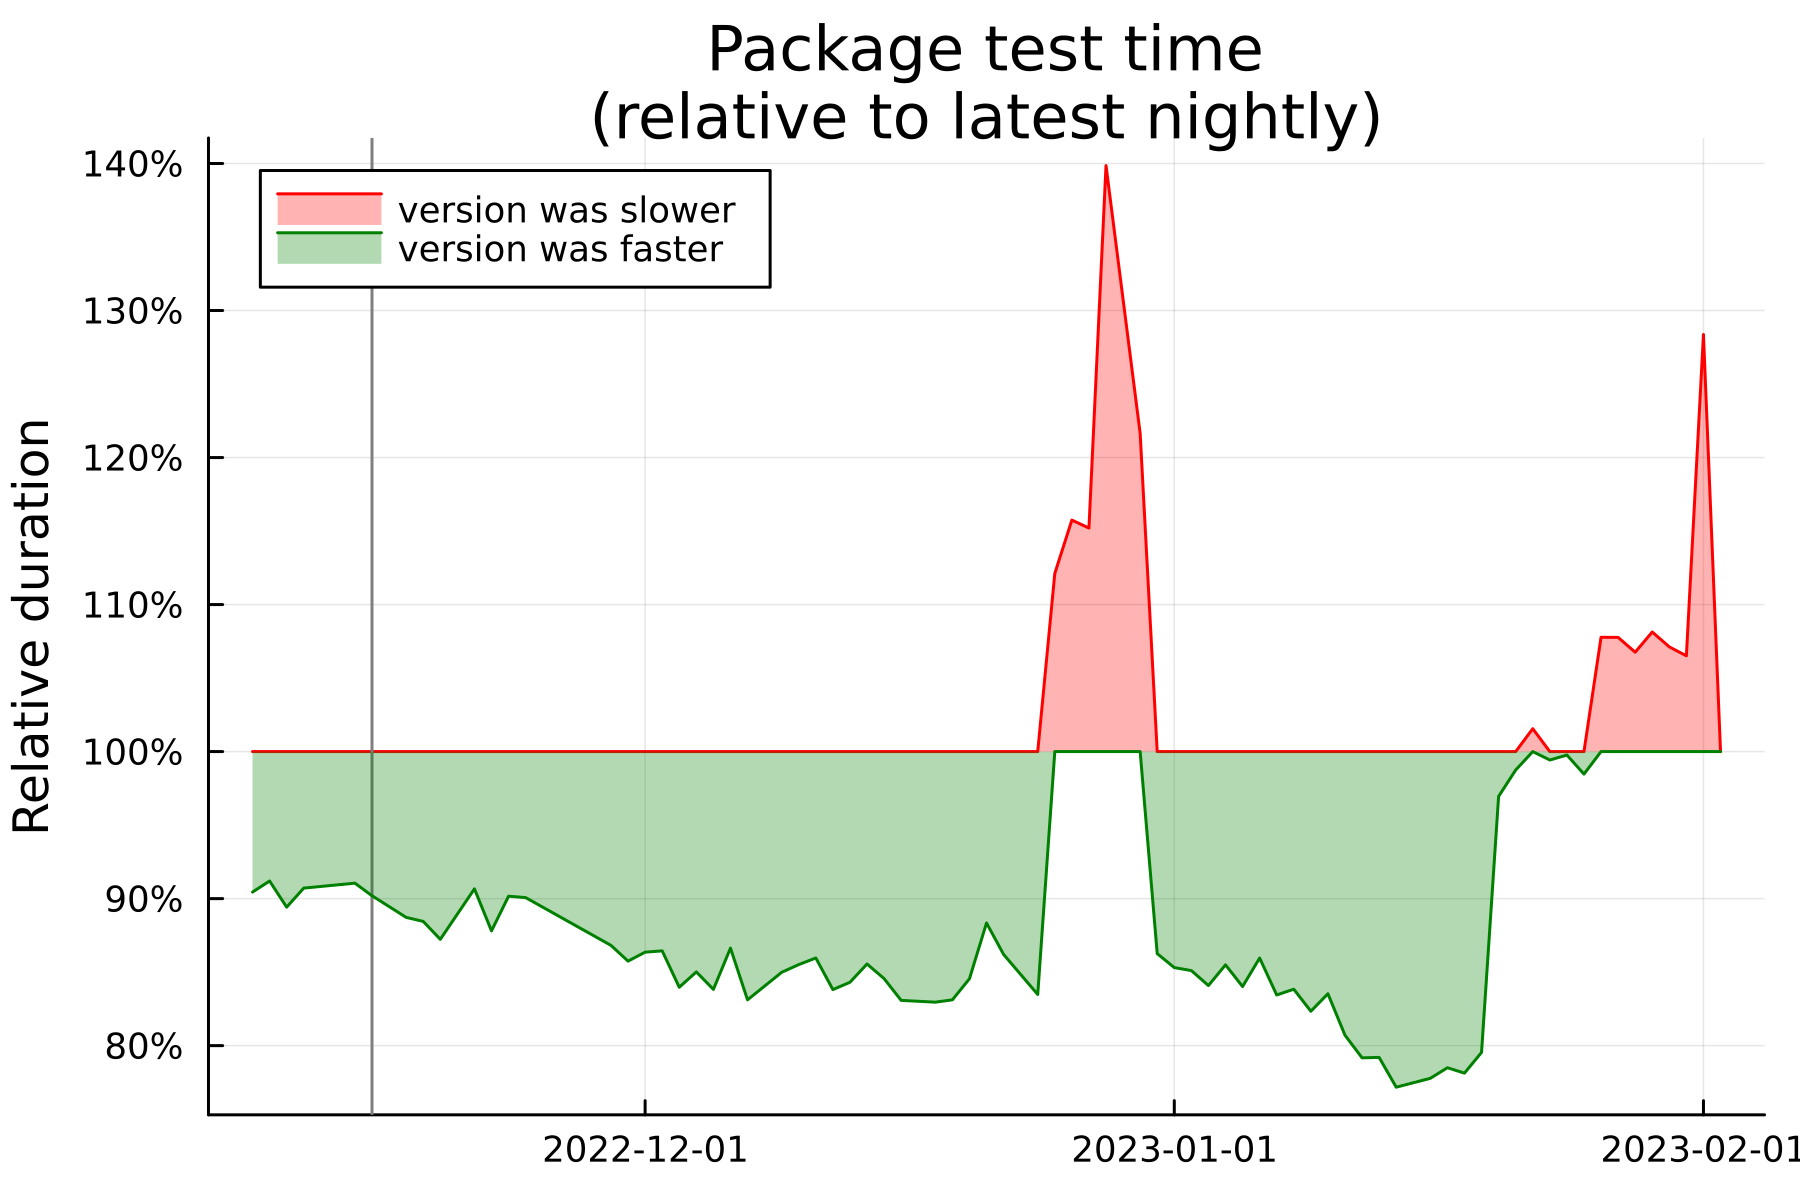 Package test time
(relative to latest nightly)
140%
version was slower
version was faster
130%
120%
110%
100%
90%
80%
Relative duration
2022-12-01
2023-01-01
2023-02-01